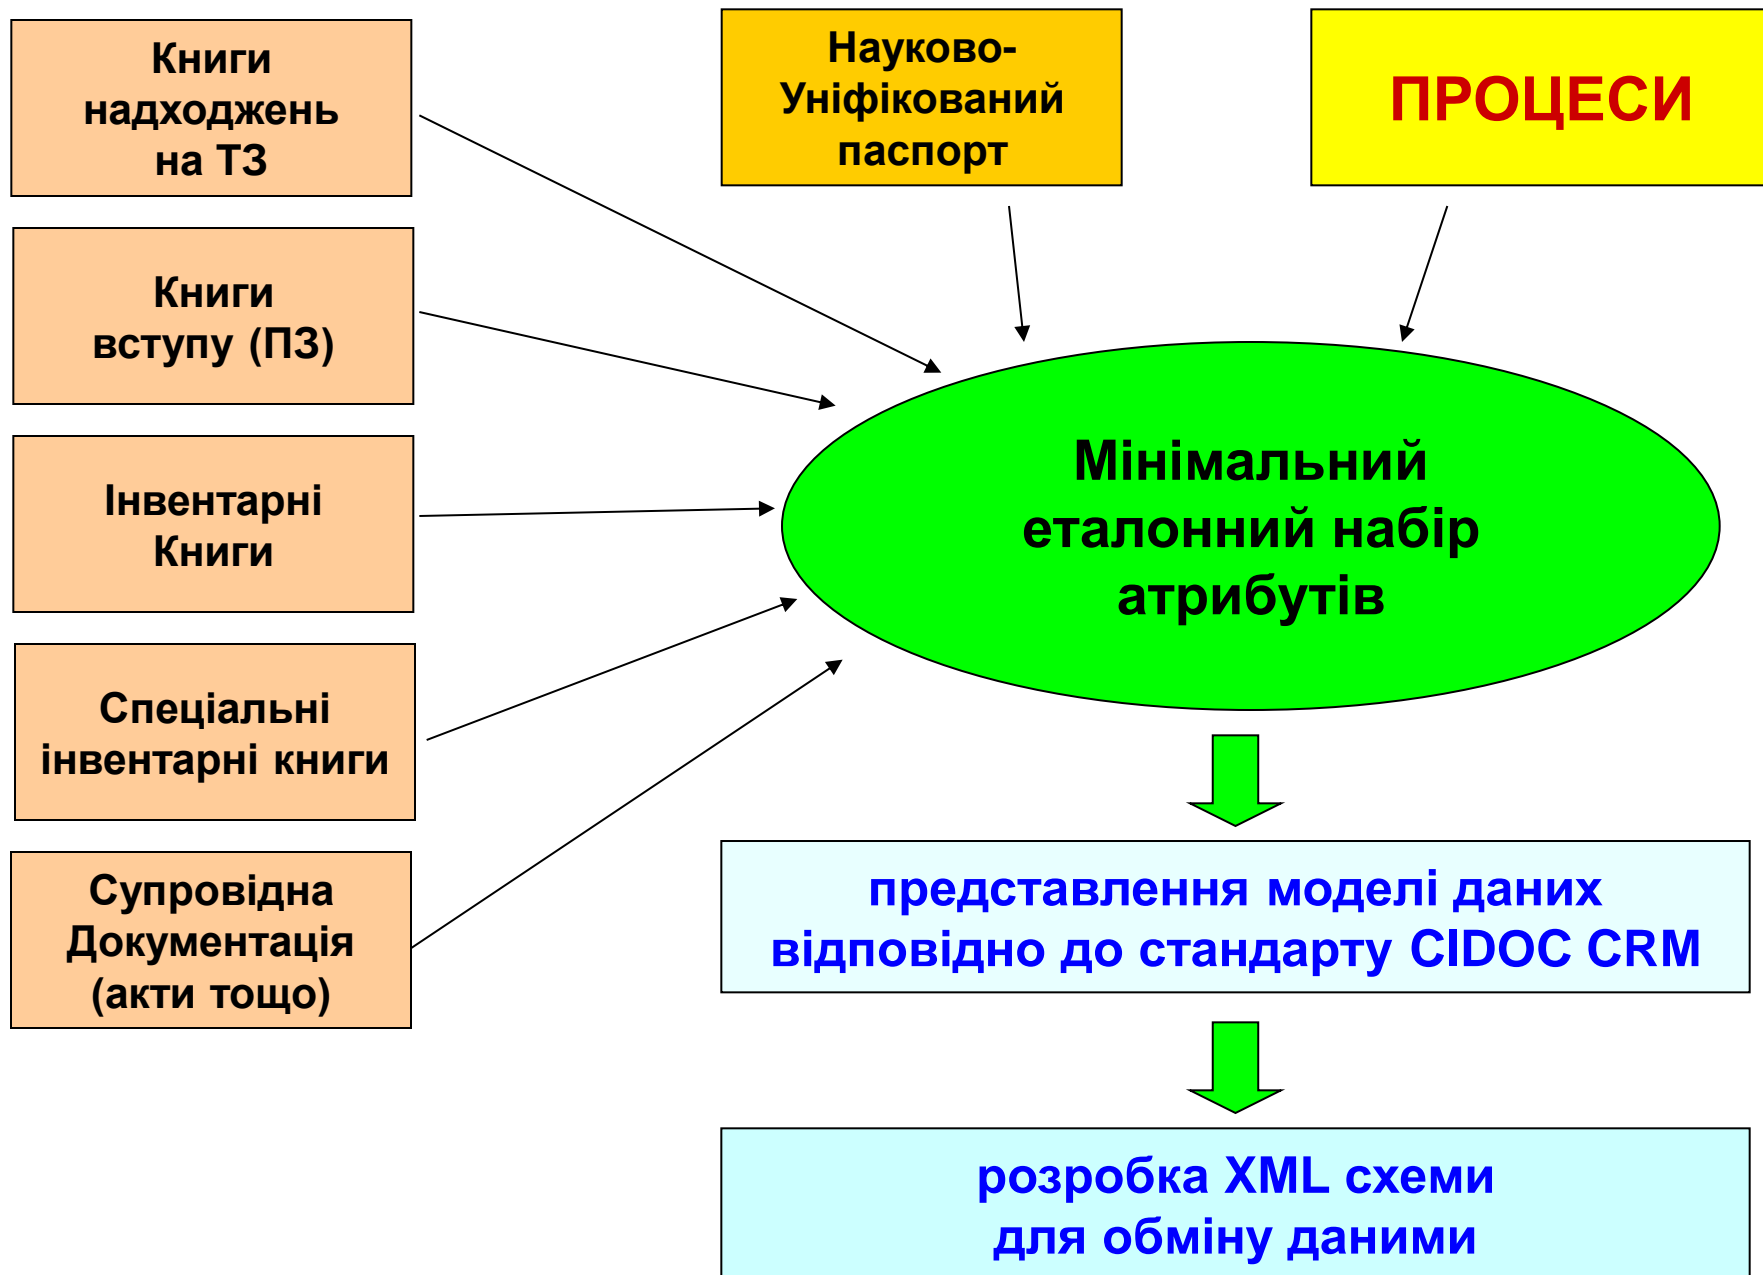 Книги
надходжень
на ТЗ
Науково-
Уніфікований
паспорт
ПРОЦЕСИ
Книги
вступу (ПЗ)
Інвентарні
Книги
Спеціальні
інвентарні книги
Супровідна
Документація
(акти тощо)
Мінімальний
еталонний набір
атрибутів
представлення моделі даних
відповідно до стандарту CIDOC CRM
розробка XML схеми
для обміну даними